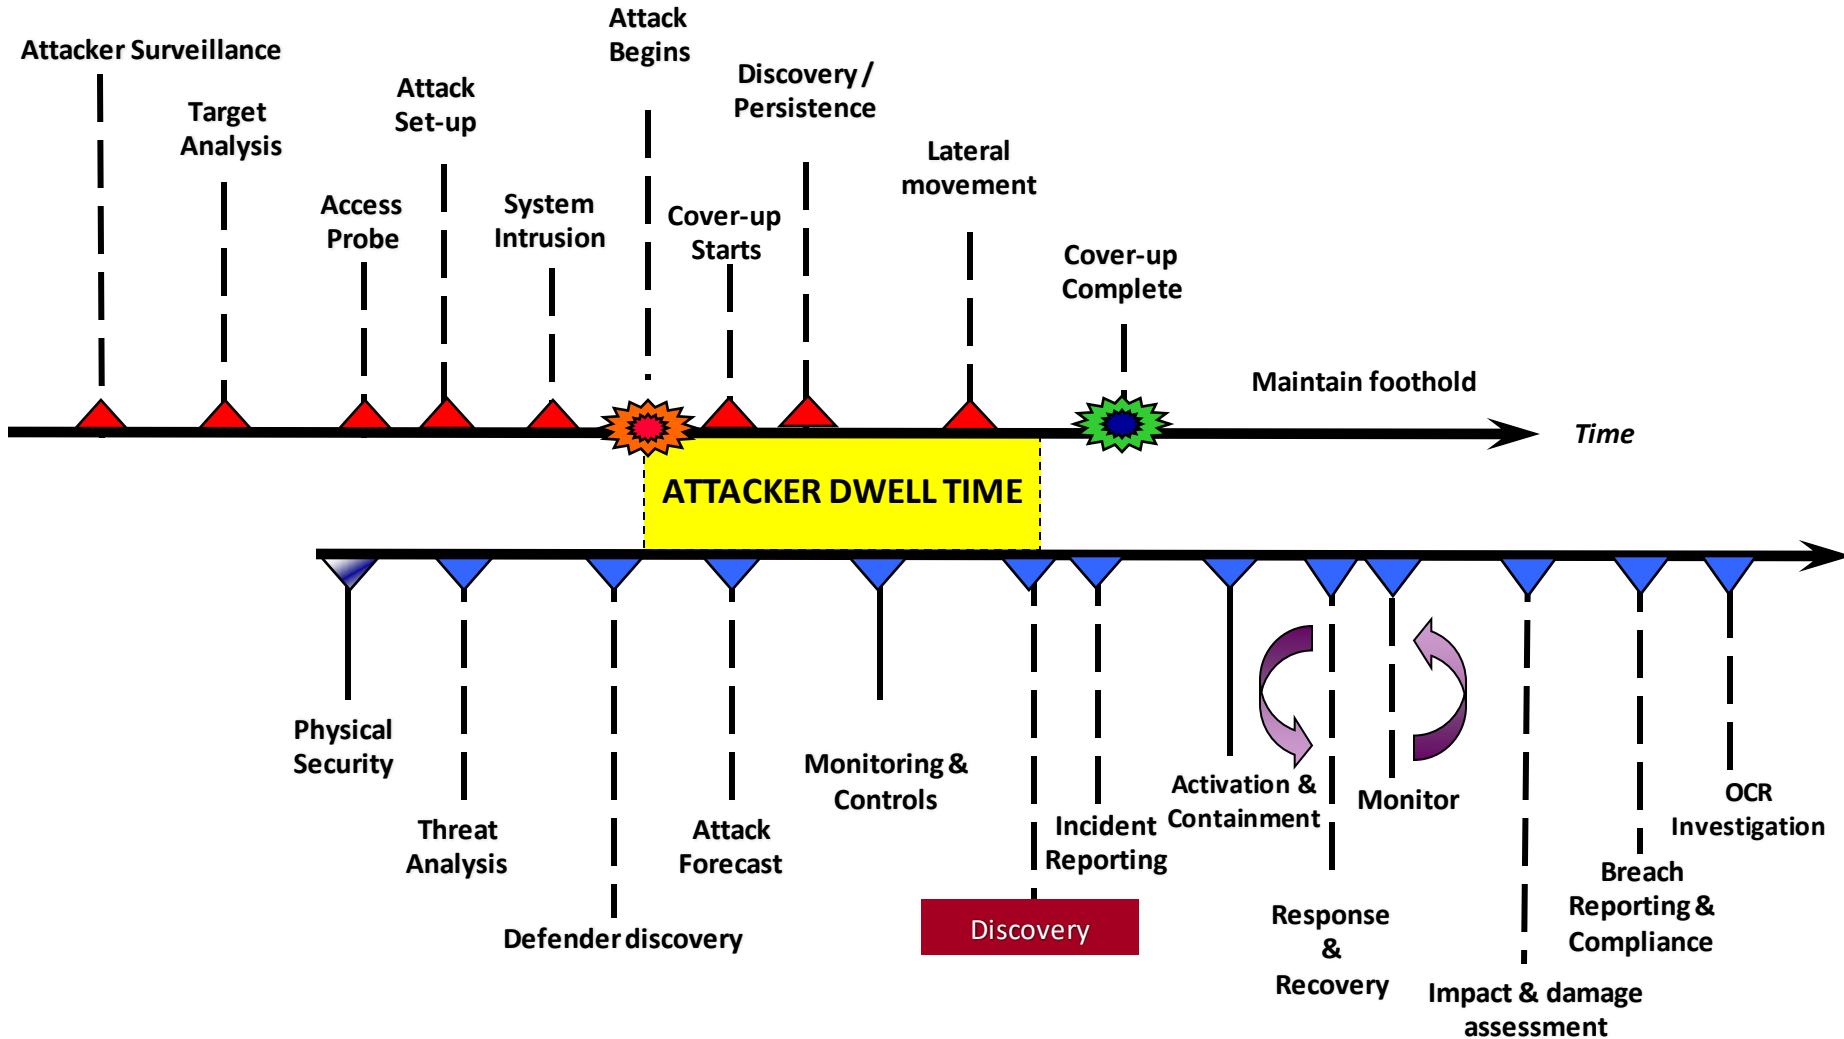 Attacker Surveillance
Target
Analysis
Access
Probe
Attack
Set-up
System
Intrusion
Attack
Begins
Cover-up
Starts
Discovery /
Persistence
Lateral
movement
Cover-up
Complete
Maintain foothold
Time
ATTACKER DWELL TIME
Physical
Security
Threat
Analysis
Defender discovery
Attack
Forecast
Monitoring &
Controls
Discovery
Incident
Reporting
Activation &
Containment
Response
&
Recovery
Monitor
Impact & damage
assessment
Breach
Reporting &
Compliance
OCR
Investigation